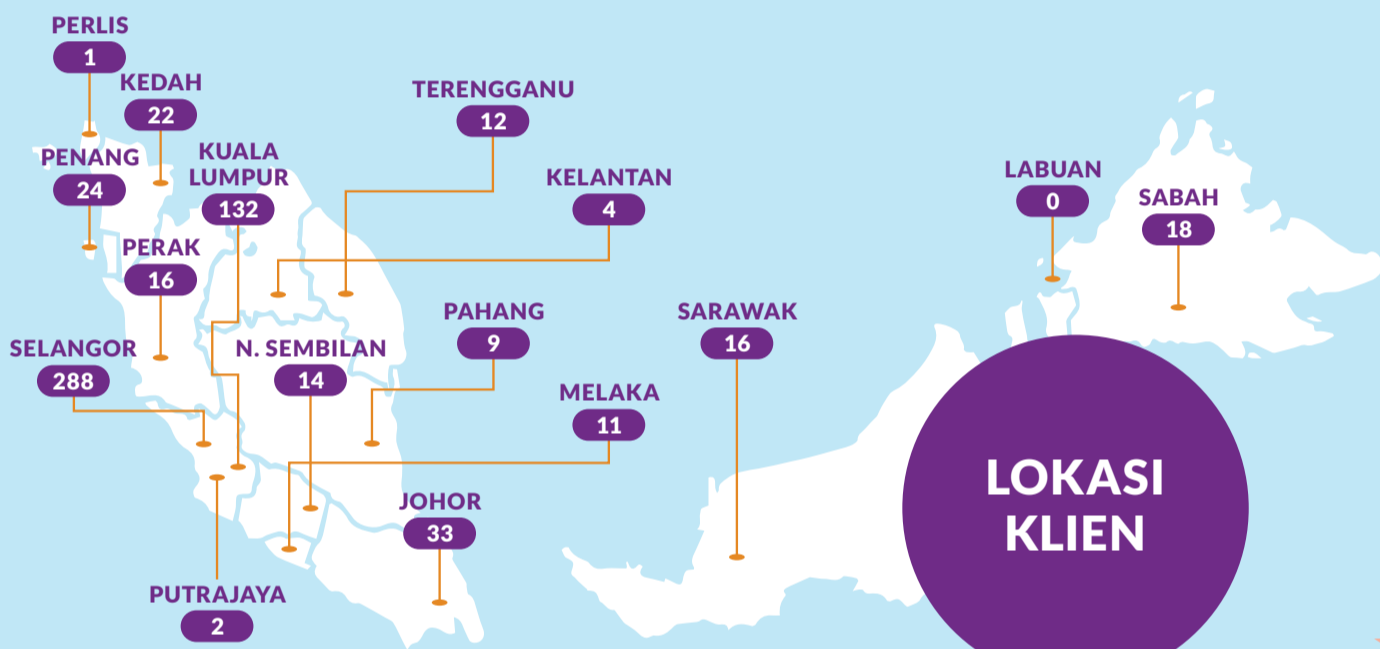 PERLIS
1
KEDAH
22
PENANG
24
KUALA
LUMPUR
132
PERAK
16
SELANGOR
288
N. SEMBILAN
14
PUTRAJAYA
2
TERENGGANU
12
KELANTAN
4
PAHANG
9
MELAKA
11
JOHOR
33
SARAWAK
16
LABUAN
0
SABAH
18
LOKASI
KLIEN